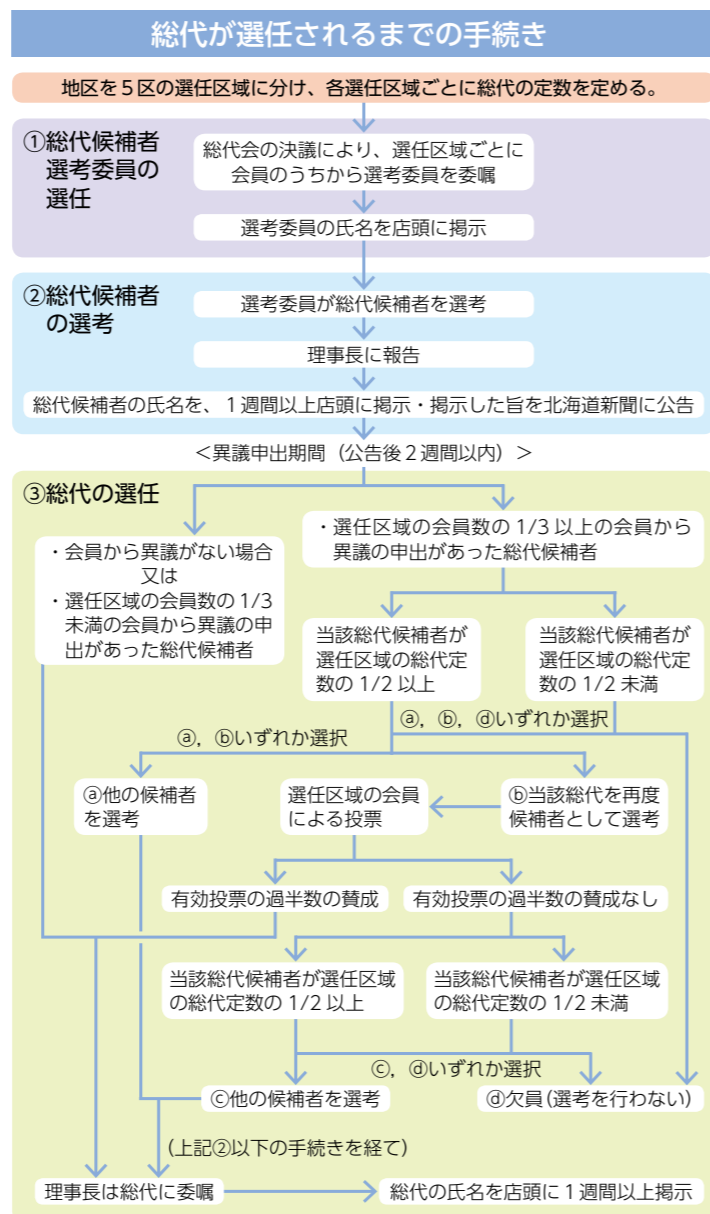 総代が選任されるまでの手続き
地区を5区の選任区域に分け、各選任区域ごとに総代の定数を定める。
①総代候補者
選考委員の
選任
総代会の決議により、選任区域ごとに
会員のうちから選考委員を委嘱
選考委員の氏名を店頭に掲示
②総代候補者
の選考
選考委員が総代候補者を選考
理事長に報告
総代候補者の氏名を、1週間以上店頭に掲示・掲示した旨を北海道新聞に公告
<異議申出期間（公告後2週間以内）>
③総代の選任
・会員から異議がない場合
又は
・選任区域の会員数の1/3
未満の会員から異議の申
出があった総代候補者
・選任区域の会員数の1/3以上の会員から
異議の申出があった総代候補者
当該総代候補者が
選任区域の総代定
数の1/2以上
当該総代候補者が
選任区域の総代定
数の1/2未満
ⓐ，ⓑ，ⓓいずれか選択
ⓐ，ⓑいずれか選択
ⓐ他の候補者
を選考
選任区域の会員
による投票
ⓑ当該総代を再度
候補者として選考
有効投票の過半数の賛成
有効投票の過半数の賛成なし
当該総代候補者が選任区域
の総代定数の1/2以上
当該総代候補者が選任区域
の総代定数の1/2未満
ⓒ，ⓓいずれか選択
ⓒ他の候補者を選考
ⓓ欠員(選考を行わない)
(上記②以下の手続きを経て)
理事長は総代に委嘱
総代の氏名を店頭に1週間以上掲示